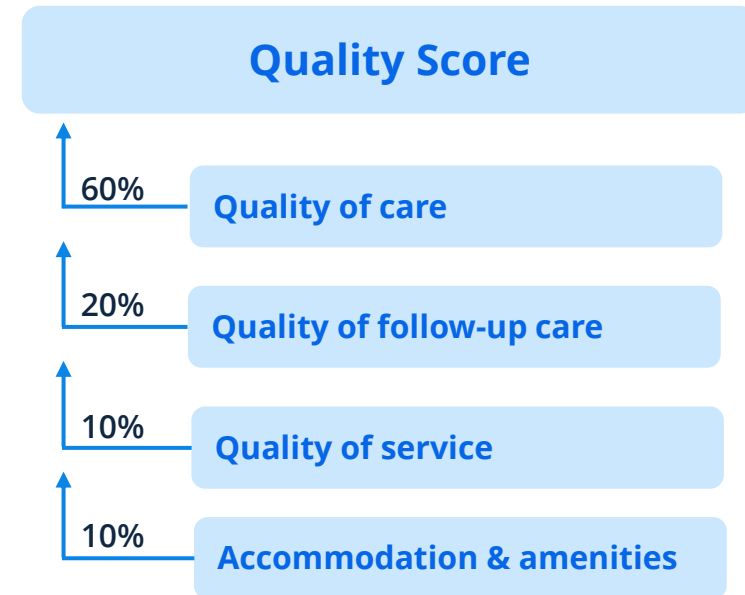 Quality Score
60%
Quality of care
20%
Quality of follow-up care
10%
Quality of service
10%
Accommodation & amenities